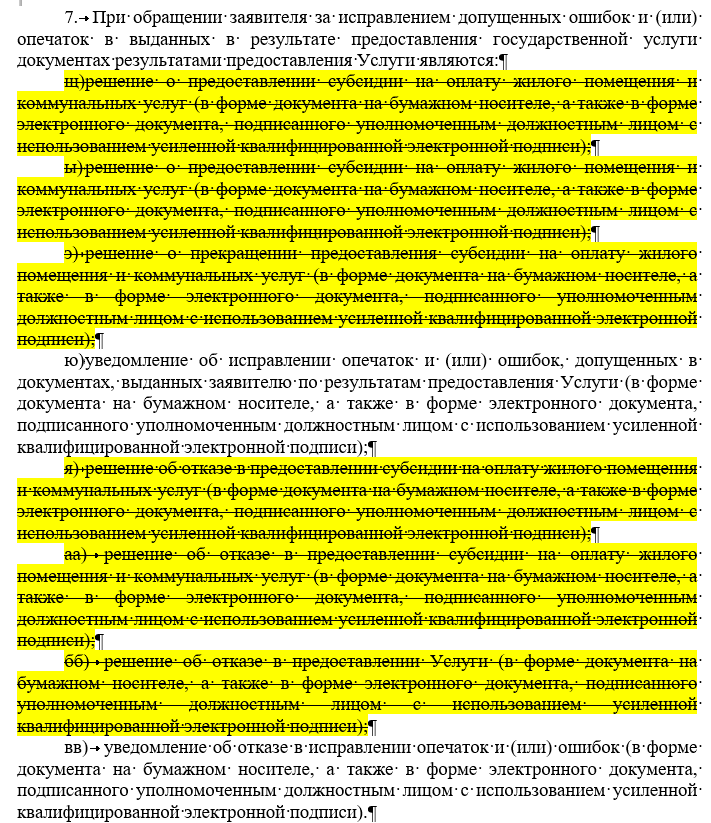 7. При обращении заявителя за исправлением допущенных ошибок и (или)
опечаток в выданных в результате предоставления государственной услуги
документах результатами предоставления Услуги являются:¶
щ)решение о предоставлении субсидии на оплату жилого помещения и
коммунальных услуг (в форме документа на бумажном носителе, а также в форме
электронного документа, подписанного уполномоченным должностным лицом с
использованием усиленной квалифицированной электронной подписи);¶
ы)решение о предоставлении субсидии на оплату жилого помещения и
коммунальных услуг (в форме документа на бумажном носителе, а также в форме
электронного документа, подписанного уполномоченным должностным лицом с
использованием усиленной квалифицированной электронной подписи);¶
э) решение о прекращении предоставления субсидии на оплату жилого
помещения и коммунальных услуг (в форме документа на бумажном носителе, а
также в форме электронного документа, подписанного уполномоченным
должностным лицом с использованием усиленной квалифицированной электронной
подписи);¶
ю)уведомление об исправлении опечаток и (или) ошибок, допущенных в
документах, выданных заявителю по результатам предоставления Услуги (в форме
документа на бумажном носителе, а также в форме электронного документа,
подписанного уполномоченным должностным лицом с использованием усиленной
квалифицированной электронной подписи);¶
я) решение об отказе в предоставлении субсидии на оплату жилого помещения
и коммунальных услуг (в форме документа на бумажном носителе, а также в форме
электронного документа, подписанного уполномоченным должностным лицом с
использованием усиленной квалифицированной электронной подписи);¶
аа) решение об отказе в предоставлении субсидии на оплату жилого
помещения и коммунальных услуг (в форме документа на бумажном носителе, а
также в форме электронного документа, подписанного уполномоченным
должностным лицом с использованием усиленной квалифицированной электронной
подписи);¶
бб) решение об отказе в предоставлении Услуги (в форме документа на
бумажном носителе, а также в форме электронного документа, подписанного
уполномоченным должностным лицом с использованием усиленной
квалифицированной электронной подписи);¶
вв) уведомление об отказе в исправлении опечаток и (или) ошибок (в форме
документа на бумажном носителе, а также в форме электронного документа,
подписанного уполномоченным должностным лицом с использованием усиленной
квалифицированной электронной подписи).¶